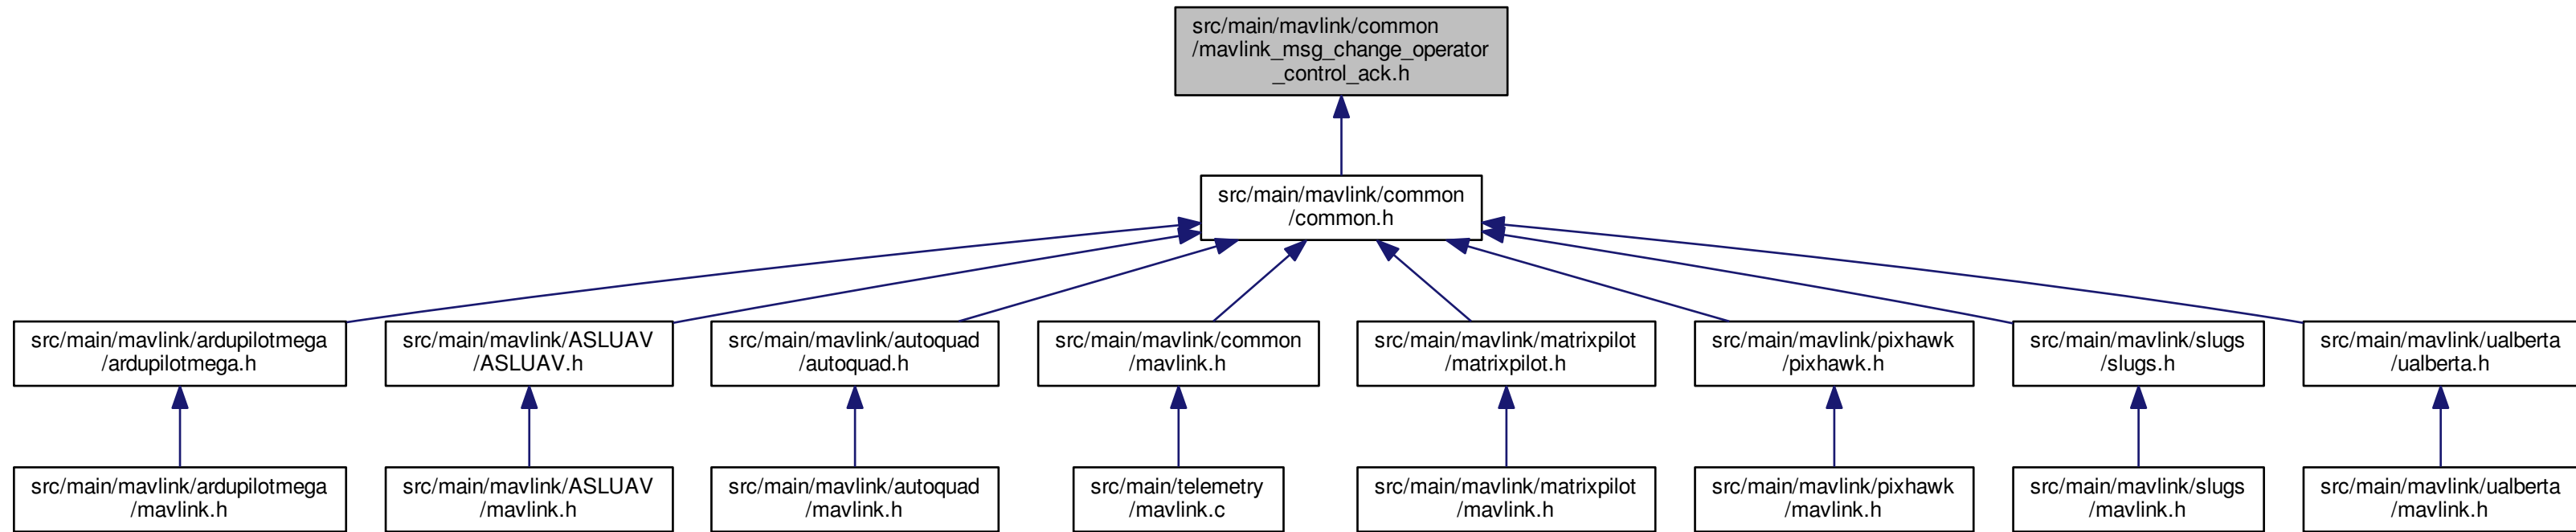 src/main/mavlink/common
/mavlink_msg_change_operator
_control_ack.h
src/main/mavlink/common
/common.h
src/main/mavlink/ardupilotmega
/ardupilotmega.h
src/main/mavlink/ASLUAV
/ASLUAV.h
src/main/mavlink/autoquad
/autoquad.h
src/main/mavlink/common
/mavlink.h
src/main/mavlink/matrixpilot
/matrixpilot.h
src/main/mavlink/pixhawk
/pixhawk.h
src/main/mavlink/slugs
/slugs.h
src/main/mavlink/ualberta
/ualberta.h
src/main/mavlink/ardupilotmega
/mavlink.h
src/main/mavlink/ASLUAV
/mavlink.h
src/main/mavlink/autoquad
/mavlink.h
src/main/telemetry
/mavlink.c
src/main/mavlink/matrixpilot
/mavlink.h
src/main/mavlink/pixhawk
/mavlink.h
src/main/mavlink/slugs
/mavlink.h
src/main/mavlink/ualberta
/mavlink.h